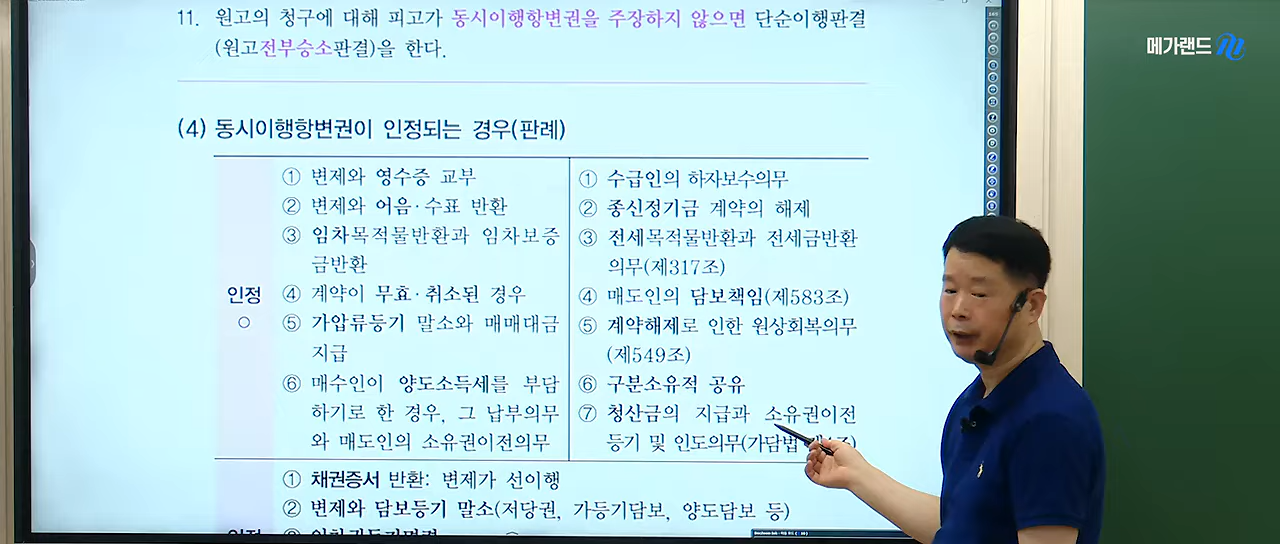 11. 원고의 청구에 대해 피고가 동시이행항변권을 주장하지 않으면 단순이행판결
(원고전부승소판결)을 한다.
메가랜드
(4) 동시이행항변권이 인정되는 경우(판례)
인정
○
① 변제와 영수증 교부
② 변제와 어음·수표 반환
③ 임차목적물반환과 임차보증
금반환
④ 계약이 무효·취소된 경우
⑤ 가압류등기 말소와 매매대금
지급
⑥ 매수인이 양도소득세를 부담
하기로 한 경우, 그 납부의무
와 매도인의 소유권이전의무
① 수급인의 하자보수의무
② 종신정기금 계약의 해제
③ 전세목적물반환과 전세금반환
의무(제317조)
④ 매도인의 담보책임(제583조)
⑤ 계약해제로 인한 원상회복의무
(제549조)
⑥ 구분소유적 공유
⑦ 청산금의 지급과 소유권이전
등기 및 인도의무(가담법
① 채권증서 반환: 변제가 선이행
② 변제와 담보등기 말소(저당권, 가등기담보, 양도담보 등)